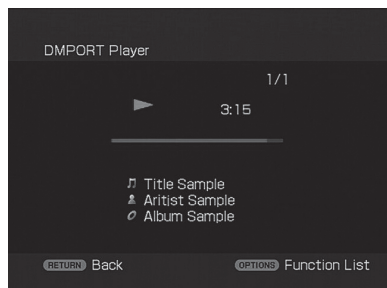 DMPORT Player
1/1
3:15
Title Sample
Aritist Sample
Album Sample
RETURN Back OPTIONS Function List